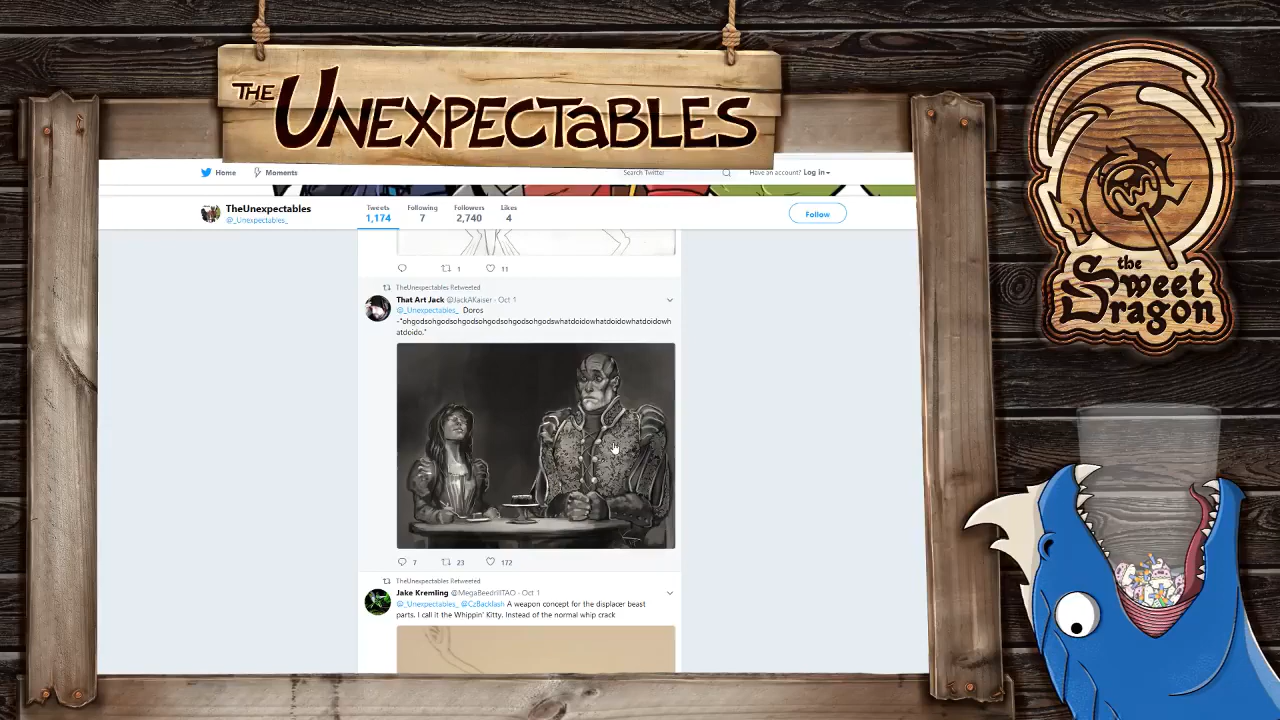 THE UNEXPECTABLES
the Sweet Dragon
Home Moments Search Twitter Have an account? Log in
TheUnexpectables
@_Unexpectables_
Tweets Following Followers Likes
1,174 7 2,740 4
Follow
1 11
TheUnexpectables Retweeted
That Art Jack @JackAKaiser · Oct 1
@_Unexpectables_ Doros
-"ohgodsohgodsohgodsohgodsohgodsohgodswhatdoidowhatdoidowhatdoidowh
atdoido."
7 23 172
TheUnexpectables Retweeted
Jake Kremling @MegaBeedrillTAO · Oct 1
@_Unexpectables_ @CzBacklash A weapon concept for the displacer beast
parts. I call it the Whippin' Kitty. Instead of the normal whip crack